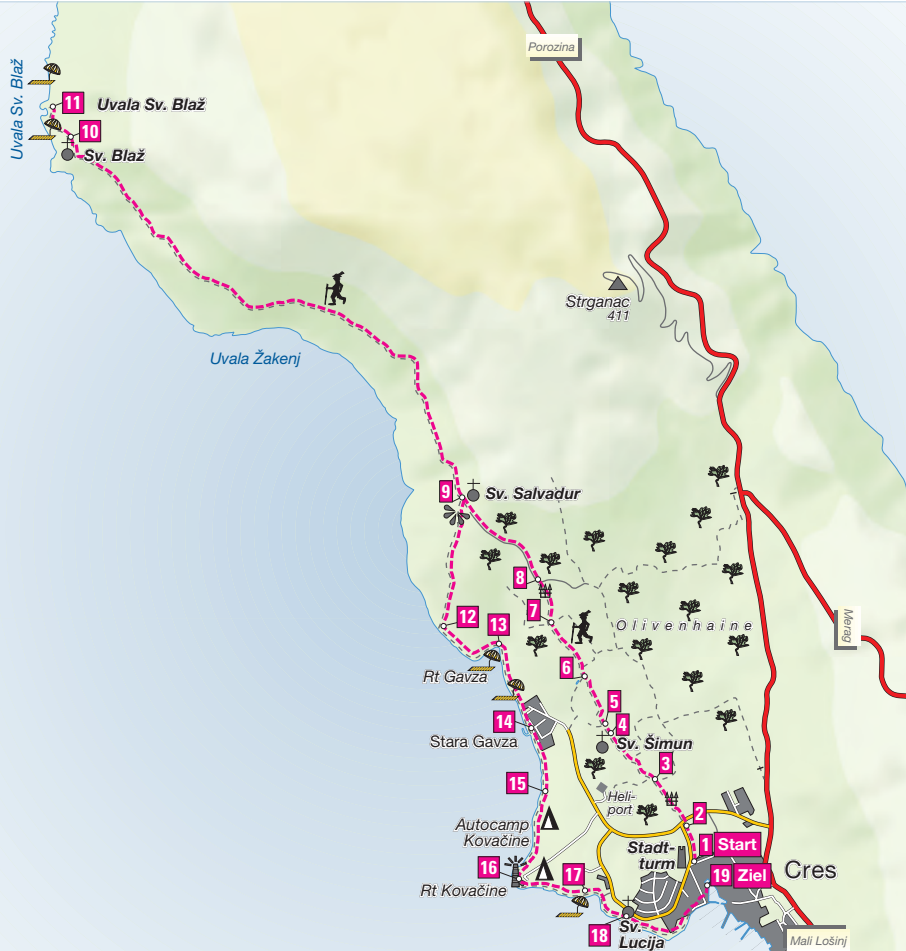 Porozina
Uvala Sv. Blaž
11
Uvala Sv. Blaž
10
Sv. Blaž
Strganac
411
Uvala Žakenj
9
Sv. Salvadur
8
7
12
13
Olivenhaine
Merag
6
Rt Gavza
5
14
4
Stara Gavza
Sv. Šimun
3
15
Heli-
port
2
Autocamp
Kovačine
1 Start
Stadt-
turm
16
17
19 Ziel
Cres
Rt Kovačine
18
Sv.
Lucija
Mali Lošinj